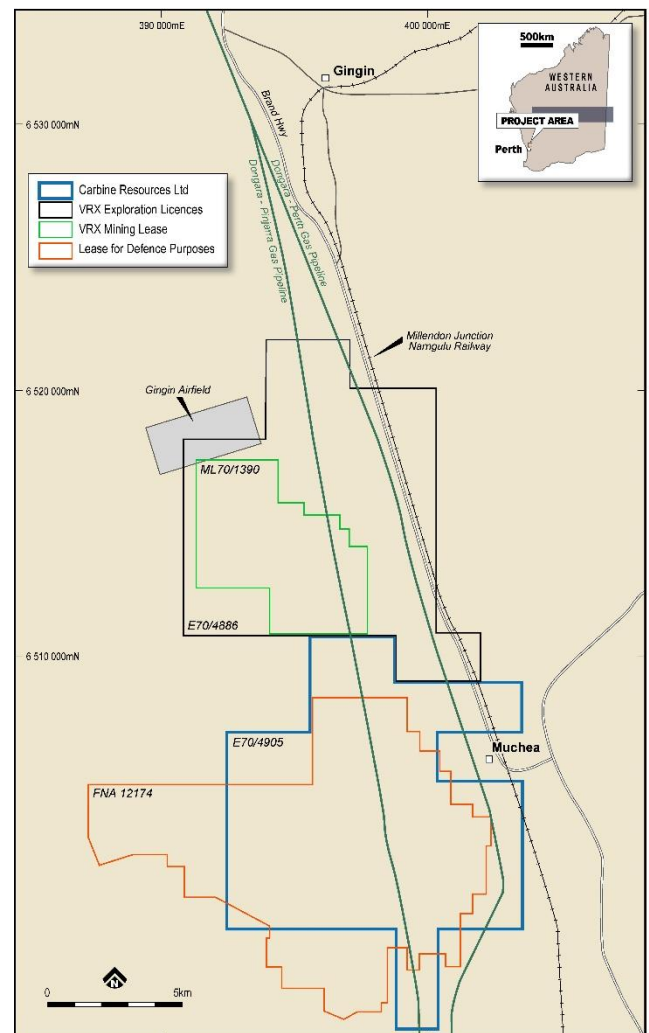 390 000mE
400 000mE
500km
WESTERN
AUSTRALIA
PROJECT AREA
Perth
Gingin
Brand Hwy
6 530 000mN
Carbine Resources Ltd
VRX Exploration Licences
VRX Mining Lease
Lease for Defence Purposes
Dongara - Perth Gas Pipeline
Dongara - Pinjarra Gas Pipeline
Millendon Junction
Narngulu Railway
Gingin Airfield
6 520 000mN
ML70/1390
E70/4886
6 510 000mN
E70/4905
Muchea
FNA 12174
N
0
5km